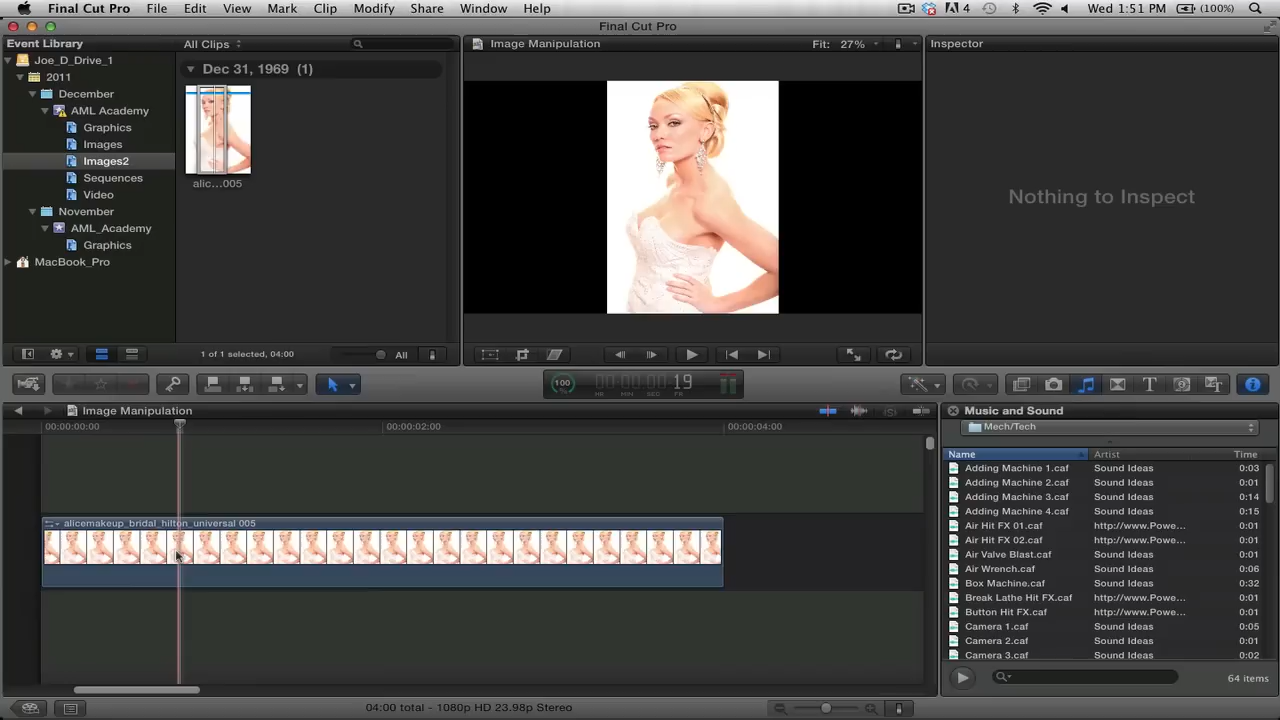 Final Cut Pro File Edit View Mark Clip Modify Share Window Help 4 (100%) Wed 1:51 PM
Final Cut Pro
Event Library
All Clips
Image Manipulation
Fit: 27%
Inspector
Joe_D_Drive_1
2011
December
AML Academy
Graphics
Images
Images2
Sequences
Video
November
AML_Academy
Graphics
MacBook_Pro
Dec 31, 1969 (1)
alic...005
Nothing to Inspect
1 of 1 selected, 04:00
All
100
00:00:00:19
HR MIN SEC FR
Image Manipulation
00:00:00:00
00:00:02:00
00:00:04:00
alicemakeup_bridal_hilton_universal 005
Music and Sound
Mech/Tech
Name Artist Time
Adding Machine 1.caf Sound Ideas 0:03
Adding Machine 2.caf Sound Ideas 0:01
Adding Machine 3.caf Sound Ideas 0:14
Adding Machine 4.caf Sound Ideas 0:15
Air Hit FX 01.caf http://www.Powe... 0:01
Air Hit FX 02.caf http://www.Powe... 0:01
Air Valve Blast.caf Sound Ideas 0:01
Air Wrench.caf Sound Ideas 0:06
Box Machine.caf Sound Ideas 0:32
Break Lathe Hit FX.caf http://www.Powe... 0:01
Button Hit FX.caf http://www.Powe... 0:01
Camera 1.caf Sound Ideas 0:05
Camera 2.caf Sound Ideas 0:01
Camera 3.caf Sound Ideas 0:02
64 items
04:00 total - 1080p HD 23.98p Stereo